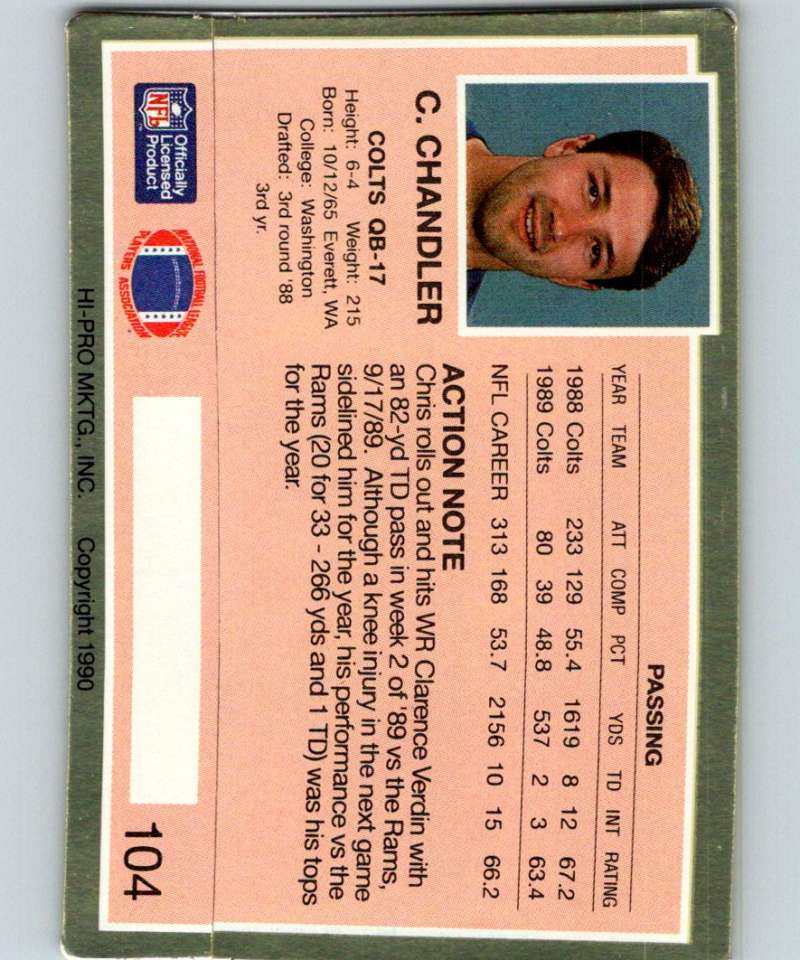 PASSING
YEAR TEAM ATT COMP PCT YDS TD INT RATING
1988 Colts 233 129 55.4 1619 8 12 67.2
1989 Colts 80 39 48.8 537 2 3 63.4
NFL CAREER 313 168 53.7 2156 10 15 66.2
C. CHANDLER
COLTS QB-17
Height: 6-4 Weight: 215
Born: 10/12/65 Everett, WA
College: Washington
Drafted: 3rd round '88
3rd yr.
ACTION NOTE
Chris rolls out and hits WR Clarence Verdin with
an 82-yd TD pass in week 2 of '89 vs the Rams,
9/17/89. Although a knee injury in the next game
sidelined him for the year, his performance vs the
Rams (20 for 33 - 266 yds and 1 TD) was his tops
for the year.
NFL
Officially
Licensed
Product
NATIONAL FOOTBALL LEAGUE
PLAYERS ASSOCIATION
104
HI-PRO MKTG., INC. Copyright 1990